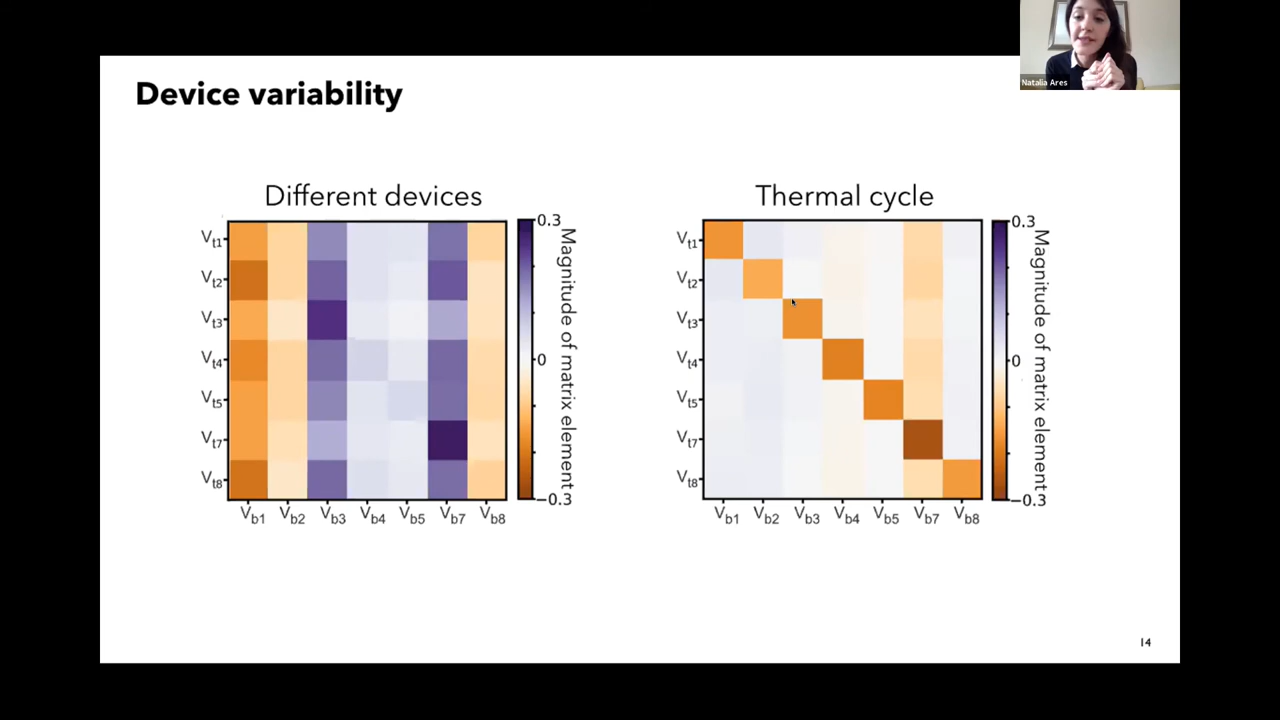 Natalia Ares
Device variability
Different devices
V_t1
V_t2
V_t3
V_t4
V_t5
V_t7
V_t8
V_b1 V_b2 V_b3 V_b4 V_b5 V_b7 V_b8
0.3
0
−0.3
Magnitude of matrix element
Thermal cycle
V_t1
V_t2
V_t3
V_t4
V_t5
V_t7
V_t8
V_b1 V_b2 V_b3 V_b4 V_b5 V_b7 V_b8
0.3
0
−0.3
Magnitude of matrix element
14